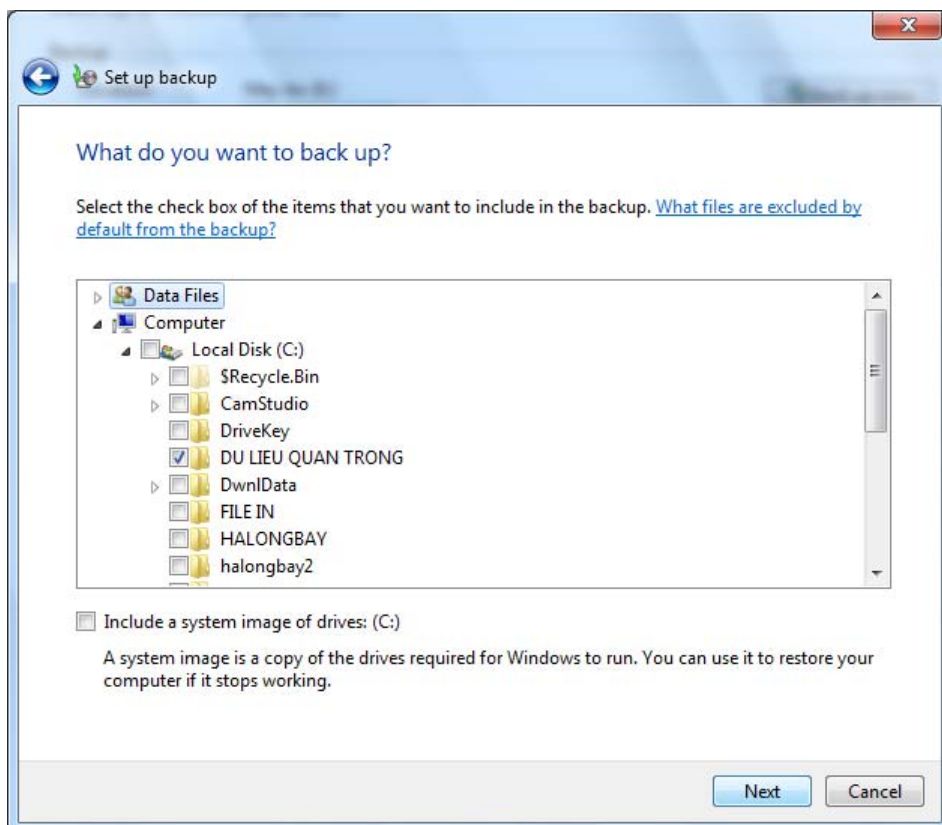 Set up backup
What do you want to back up?
Select the check box of the items that you want to include in the backup. What files are excluded by
default from the backup?
Data Files
Computer
Local Disk (C:)
$Recycle.Bin
CamStudio
DriveKey
DU LIEU QUAN TRONG
DwnlData
FILE IN
HALONGBAY
halongbay2
Include a system image of drives: (C:)
A system image is a copy of the drives required for Windows to run. You can use it to restore your
computer if it stops working.
Next Cancel